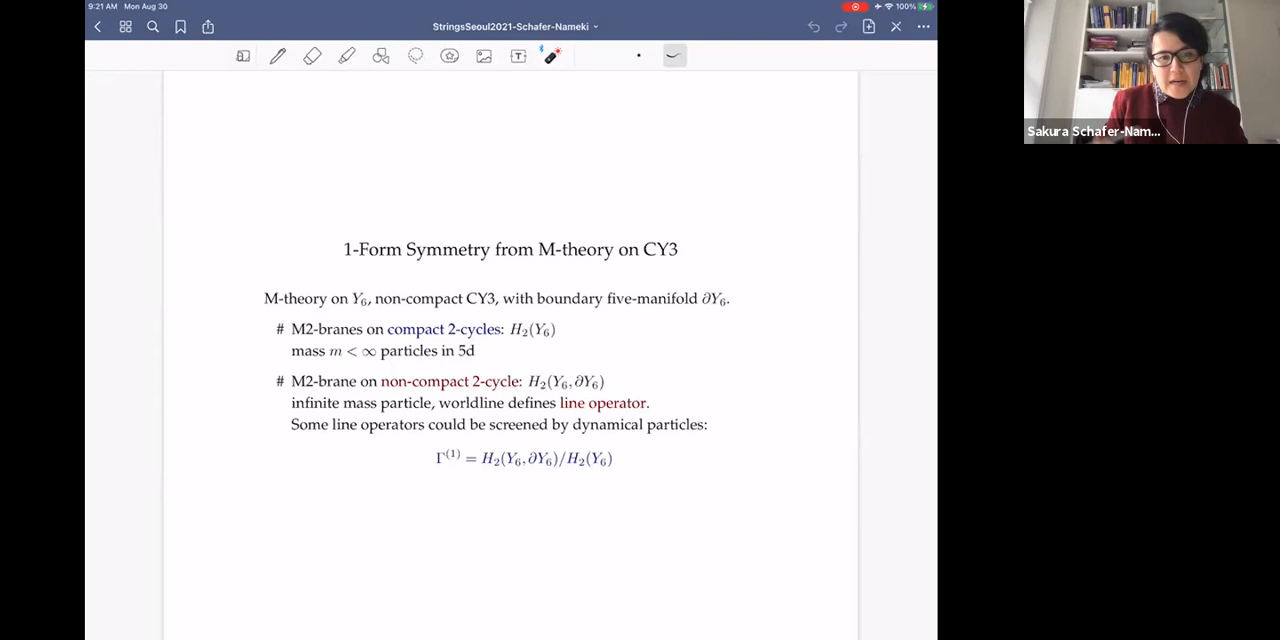 9:21 AM Mon Aug 30
100%
StringsSeoul2021-Schafer-Nameki
Sakura Schafer-Nam...
1-Form Symmetry from M-theory on CY3
M-theory on Y₆, non-compact CY3, with boundary five-manifold ∂Y₆.
# M2-branes on compact 2-cycles: H₂(Y₆)
mass m < ∞ particles in 5d
# M2-brane on non-compact 2-cycle: H₂(Y₆, ∂Y₆)
infinite mass particle, worldline defines line operator.
Some line operators could be screened by dynamical particles:
Γ⁽¹⁾ = H₂(Y₆, ∂Y₆)/H₂(Y₆)